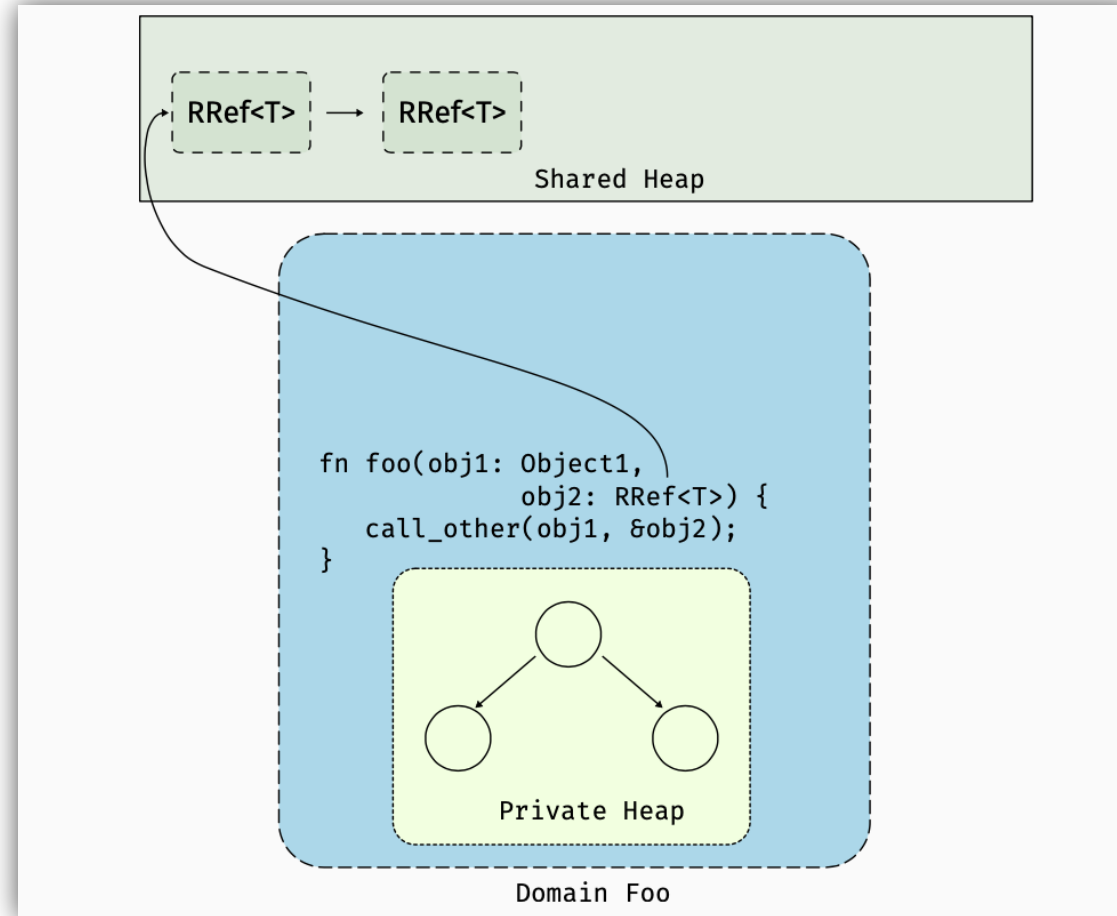 RRef<T>
RRef<T>
Shared Heap
fn foo(obj1: Object1,
obj2: RRef<T>) {
call_other(obj1, &obj2);
}
Private Heap
Domain Foo